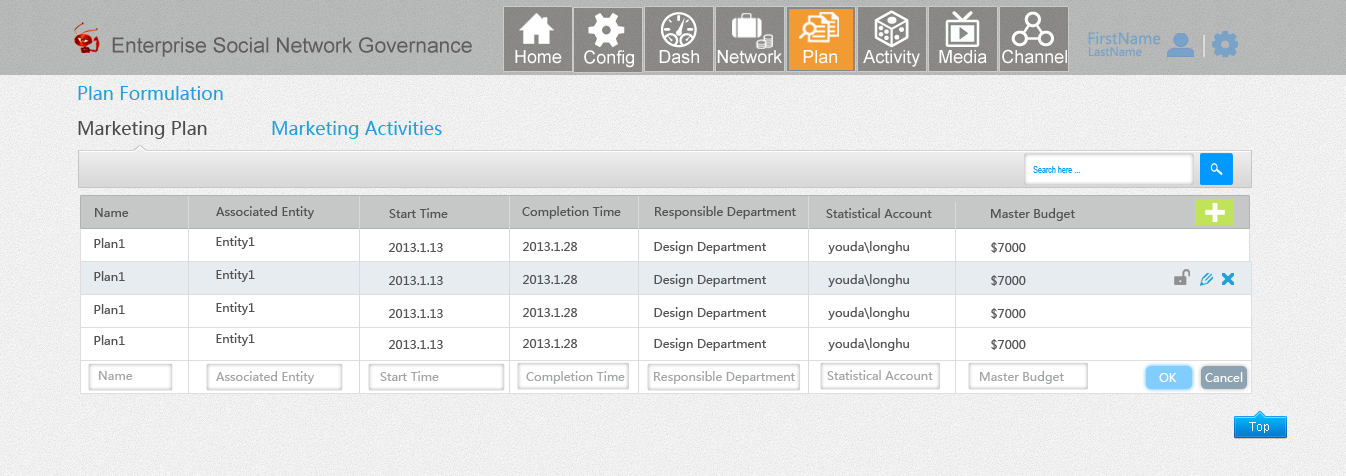 Enterprise Social Network Governance
Home Config Dash Network Plan Activity Media Channel
FirstName
LastName
Plan Formulation
Marketing Plan Marketing Activities
Search here ...
Name Associated Entity Start Time Completion Time Responsible Department Statistical Account Master Budget
Plan1 Entity1 2013.1.13 2013.1.28 Design Department youda\longhu $7000
Plan1 Entity1 2013.1.13 2013.1.28 Design Department youda\longhu $7000
Plan1 Entity1 2013.1.13 2013.1.28 Design Department youda\longhu $7000
Plan1 Entity1 2013.1.13 2013.1.28 Design Department youda\longhu $7000
Name Associated Entity Start Time Completion Time Responsible Department Statistical Account Master Budget OK Cancel
Top